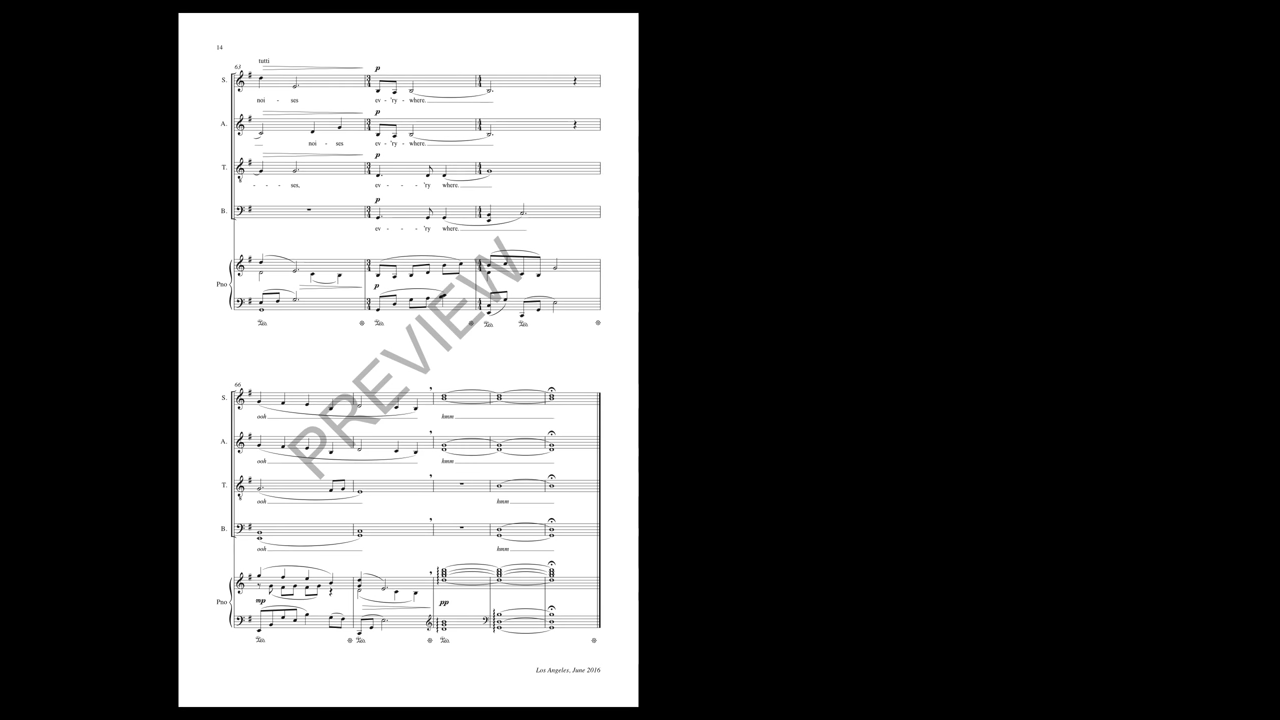 14
tutti
63
p
S.
noi - ses ev - 'ry - where.
p
A.
noi - ses ev - 'ry - where.
p
T.
- - - ses, ev - - - 'ry where.
p
B.
ev - - - 'ry where.
Pno
p
PREVIEW
66
S.
ooh hmm
A.
ooh hmm
T.
ooh hmm
B.
ooh hmm
Pno
mp pp
Los Angeles, June 2016